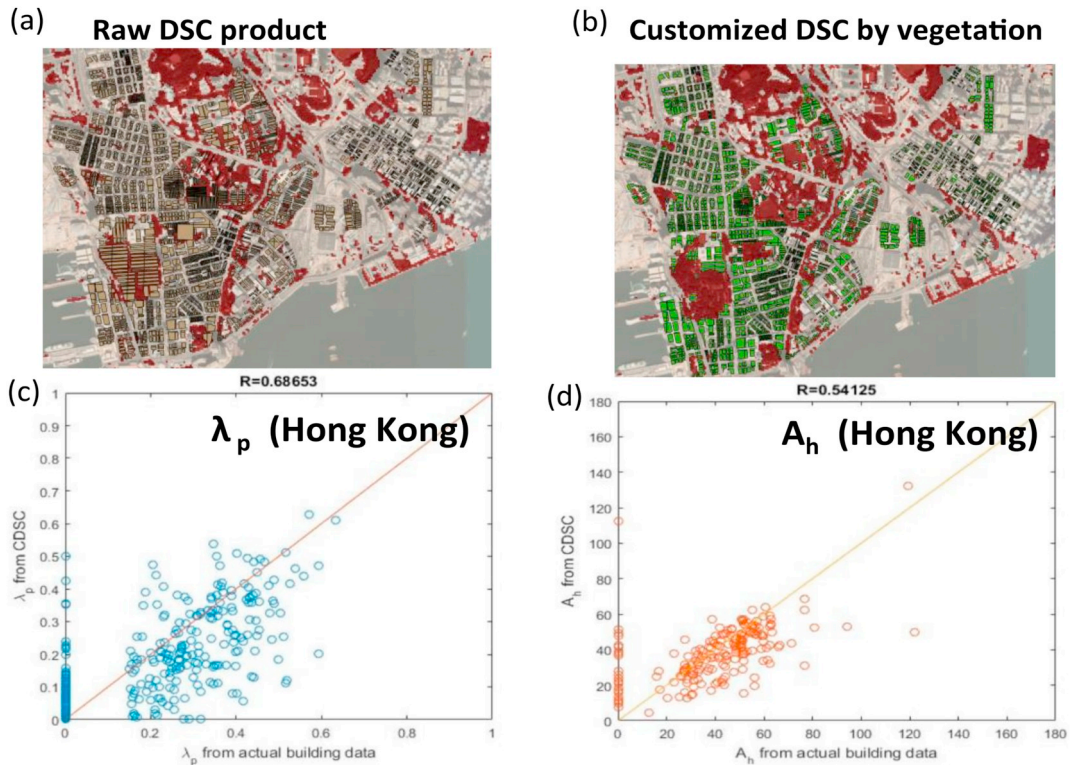 (a) Raw DSC product
(b) Customized DSC by vegetation
R=0.68653
(c) λp (Hong Kong)
1
0.9
0.8
0.7
0.6
0.5
0.4
0.3
0.2
0.1
0
λp from CDSC
0 0.2 0.4 0.6 0.8 1
λp from actual building data
R=0.54125
(d) Ah (Hong Kong)
180
160
140
120
100
80
60
40
20
0
Ah from CDSC
0 20 40 60 80 100 120 140 160 180
Ah from actual building data